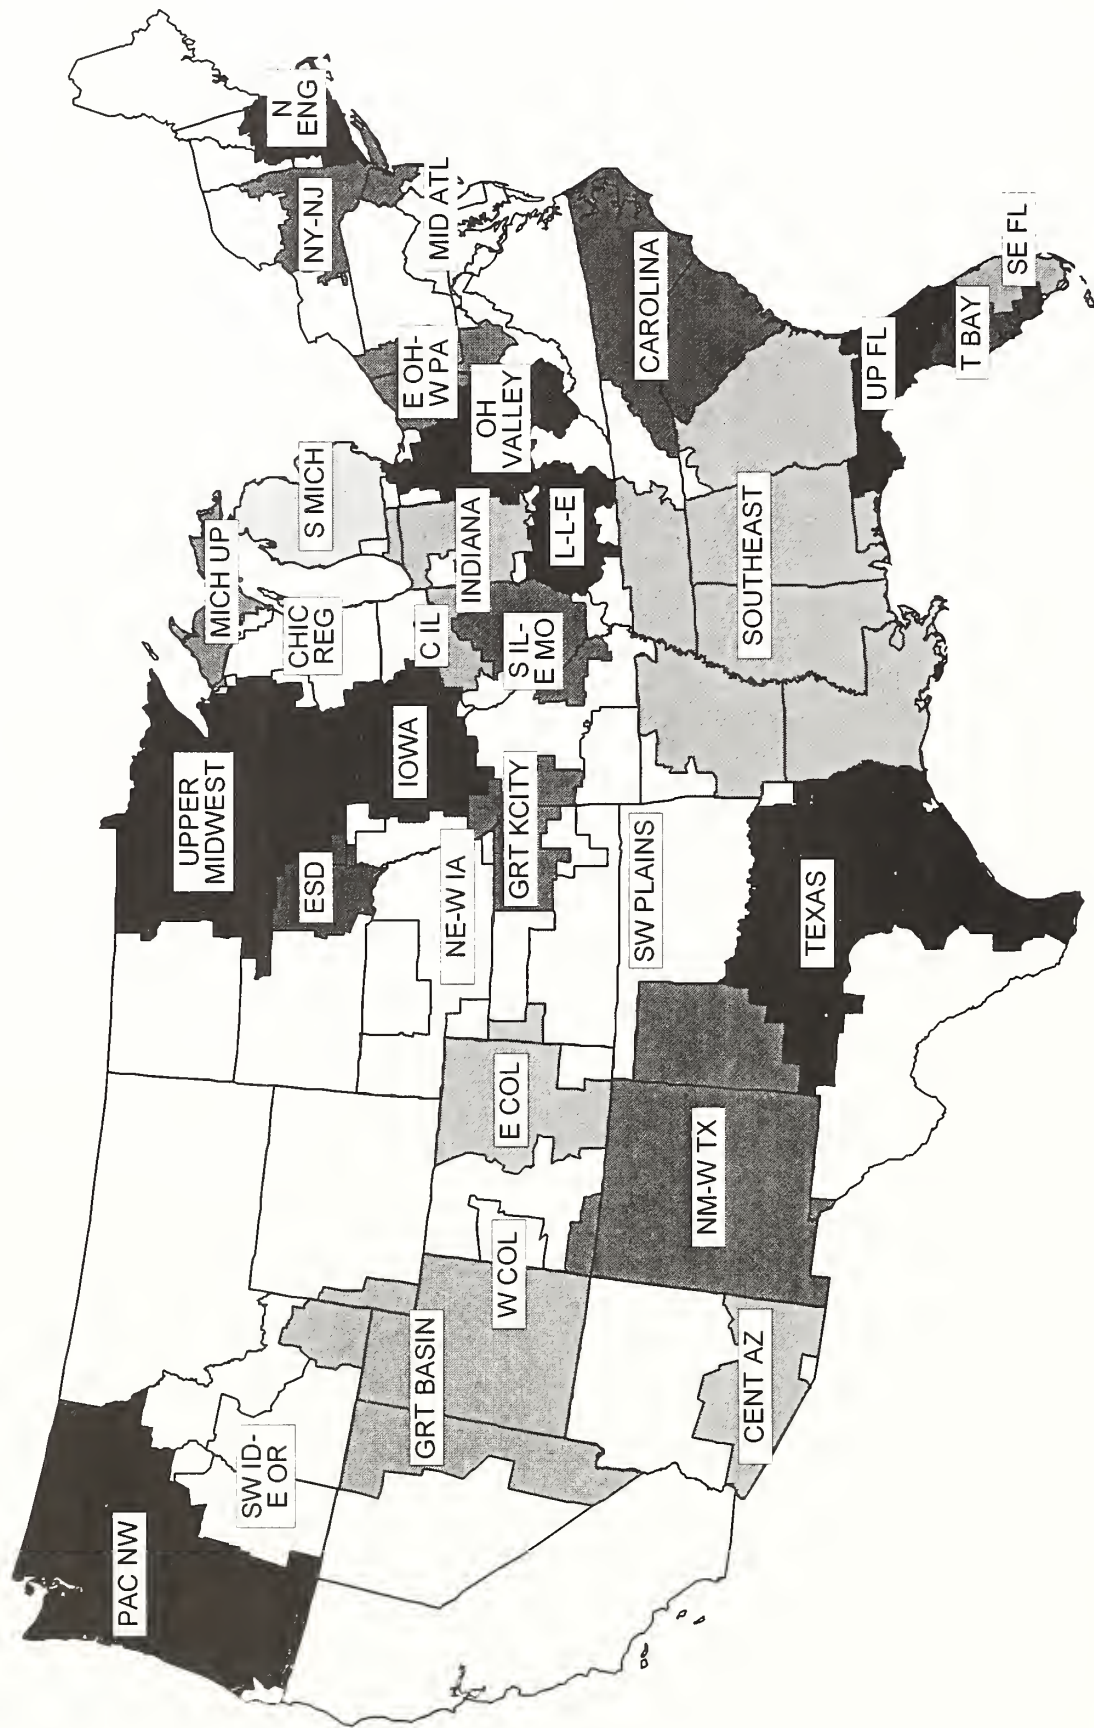 PAC NW
SW ID-
E OR
GRT BASIN
W COL
CENT AZ
E COL
NM-W TX
UPPER
MIDWEST
ESD
NE-W IA
GRT KCITY
SW PLAINS
TEXAS
IOWA
MICH UP
CHIC
REG
C IL
S IL-
E MO
S MICH
INDIANA
L-L-E
SOUTHEAST
E OH-
W PA
OH
VALLEY
NY-NJ
N
ENG
MID ATL
CAROLINA
UP FL
T BAY
SE FL